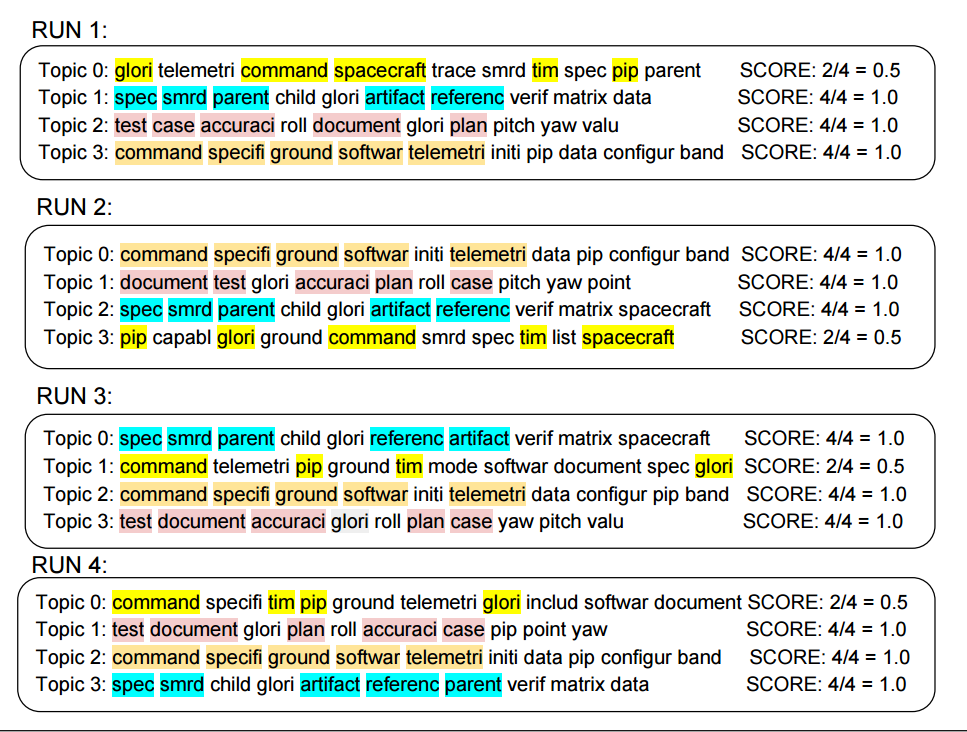 RUN 1:
Topic 0: glori telemetri command spacecraft trace smrd tim spec pip parent SCORE: 2/4 = 0.5
Topic 1: spec smrd parent child glori artifact referenc verif matrix data SCORE: 4/4 = 1.0
Topic 2: test case accuraci roll document glori plan pitch yaw valu SCORE: 4/4 = 1.0
Topic 3: command specifi ground softwar telemetri initi pip data configur band SCORE: 4/4 = 1.0
RUN 2:
Topic 0: command specifi ground softwar initi telemetri data pip configur band SCORE: 4/4 = 1.0
Topic 1: document test glori accuraci plan roll case pitch yaw point SCORE: 4/4 = 1.0
Topic 2: spec smrd parent child glori artifact referenc verif matrix spacecraft SCORE: 4/4 = 1.0
Topic 3: pip capabl glori ground command smrd spec tim list spacecraft SCORE: 2/4 = 0.5
RUN 3:
Topic 0: spec smrd parent child glori referenc artifact verif matrix spacecraft SCORE: 4/4 = 1.0
Topic 1: command telemetri pip ground tim mode softwar document spec glori SCORE: 2/4 = 0.5
Topic 2: command specifi ground softwar initi telemetri data configur pip band SCORE: 4/4 = 1.0
Topic 3: test document accuraci glori roll plan case yaw pitch valu SCORE: 4/4 = 1.0
RUN 4:
Topic 0: command specifi tim pip ground telemetri glori includ softwar document SCORE: 2/4 = 0.5
Topic 1: test document glori plan roll accuraci case pip point yaw SCORE: 4/4 = 1.0
Topic 2: command specifi ground softwar telemetri initi data pip configur band SCORE: 4/4 = 1.0
Topic 3: spec smrd child glori artifact referenc parent verif matrix data SCORE: 4/4 = 1.0